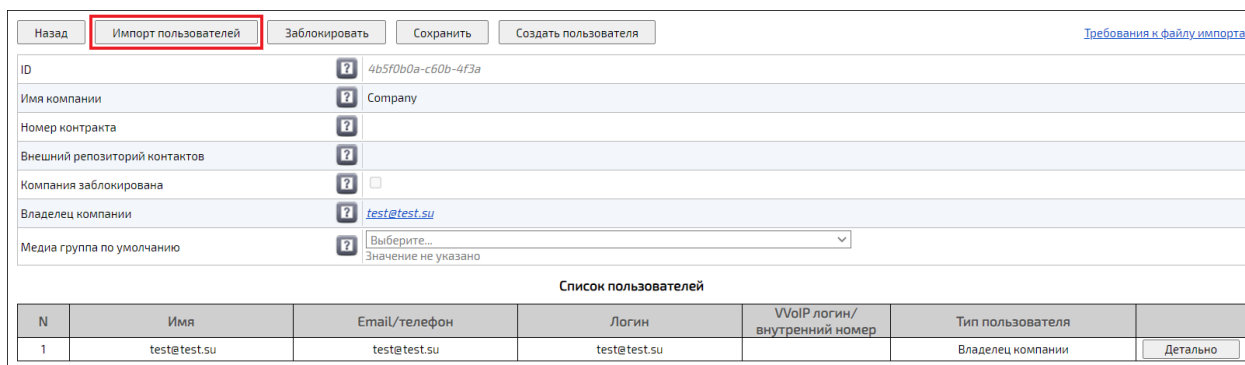 Назад Импорт пользователей Заблокировать Сохранить Создать пользователя Требования к файлу импорта
ID ? 4b5f0b0a-c60b-4f3a
Имя компании ? Company
Номер контракта ?
Внешний репозиторий контактов ?
Компания заблокирована ?
Владелец компании ? test@test.su
Медиа группа по умолчанию ? Выберите...
Значение не указано
Список пользователей
N Имя Email/телефон Логин VVoIP логин/ внутренний номер Тип пользователя
1 test@test.su test@test.su test@test.su Владелец компании Детально